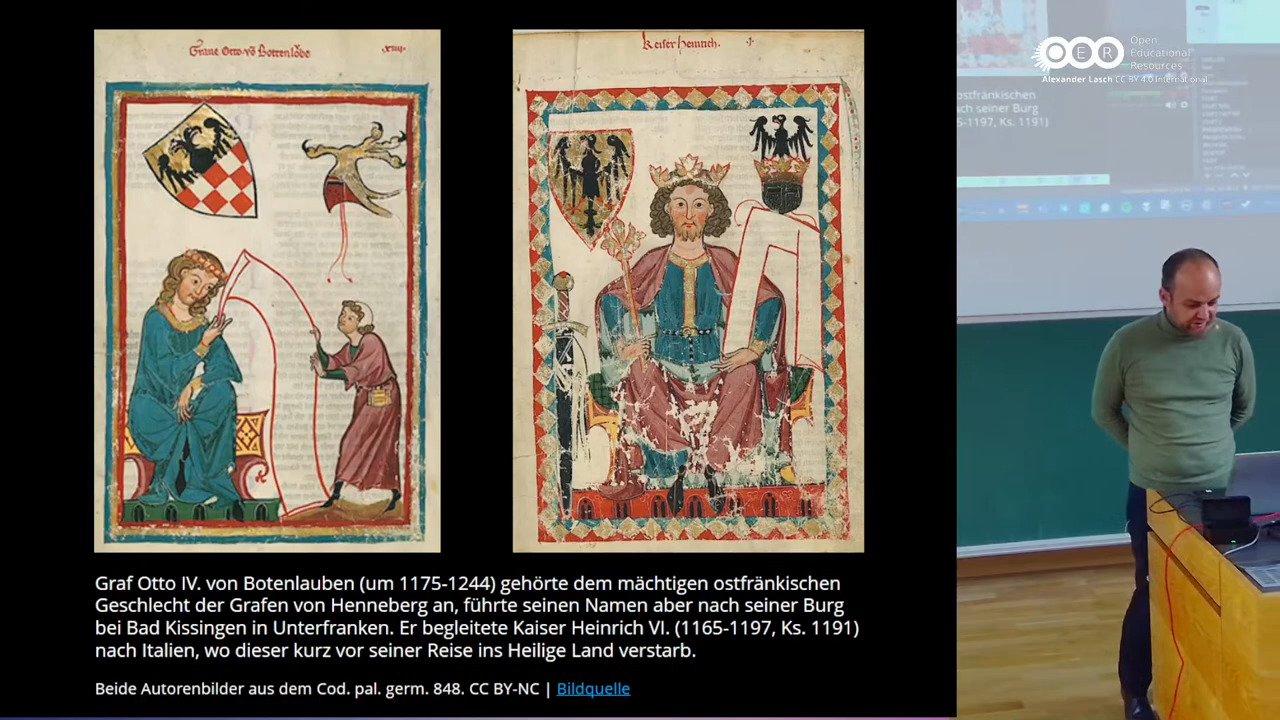 Grave Otto võ Bottenlobe
·XIIII·
Keiser Heinrich.
Open
Educational
Resources
OER
Alexander Lasch CC BY 4.0 International
ostfränkischen
ach seiner Burg
5-1197, Ks. 1191)
Graf Otto IV. von Botenlauben (um 1175-1244) gehörte dem mächtigen ostfränkischen
Geschlecht der Grafen von Henneberg an, führte seinen Namen aber nach seiner Burg
bei Bad Kissingen in Unterfranken. Er begleitete Kaiser Heinrich VI. (1165-1197, Ks. 1191)
nach Italien, wo dieser kurz vor seiner Reise ins Heilige Land verstarb.
Beide Autorenbilder aus dem Cod. pal. germ. 848. CC BY-NC | Bildquelle